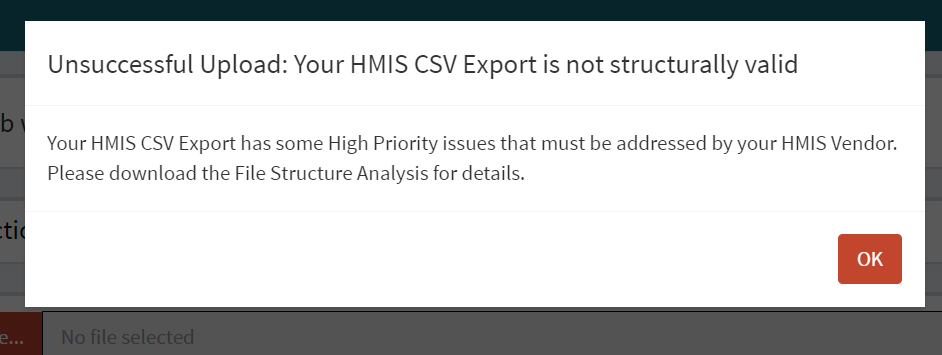 Unsuccessful Upload: Your HMIS CSV Export is not structurally valid
Your HMIS CSV Export has some High Priority issues that must be addressed by your HMIS Vendor.
Please download the File Structure Analysis for details.
OK
No file selected